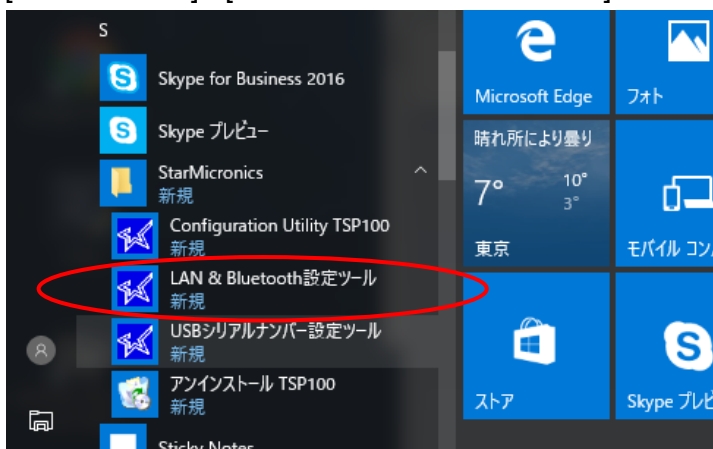 S
Skype for Business 2016
Skype プレビュー
StarMicronics
新規
Configuration Utility TSP100
新規
LAN & Bluetooth設定ツール
新規
USBシリアルナンバー設定ツール
新規
アンインストール TSP100
新規
Sticky Notes
Microsoft Edge
フォト
晴れ所により曇り
7°
10°
3°
東京
モバイル コン
ストア
Skype プレビ